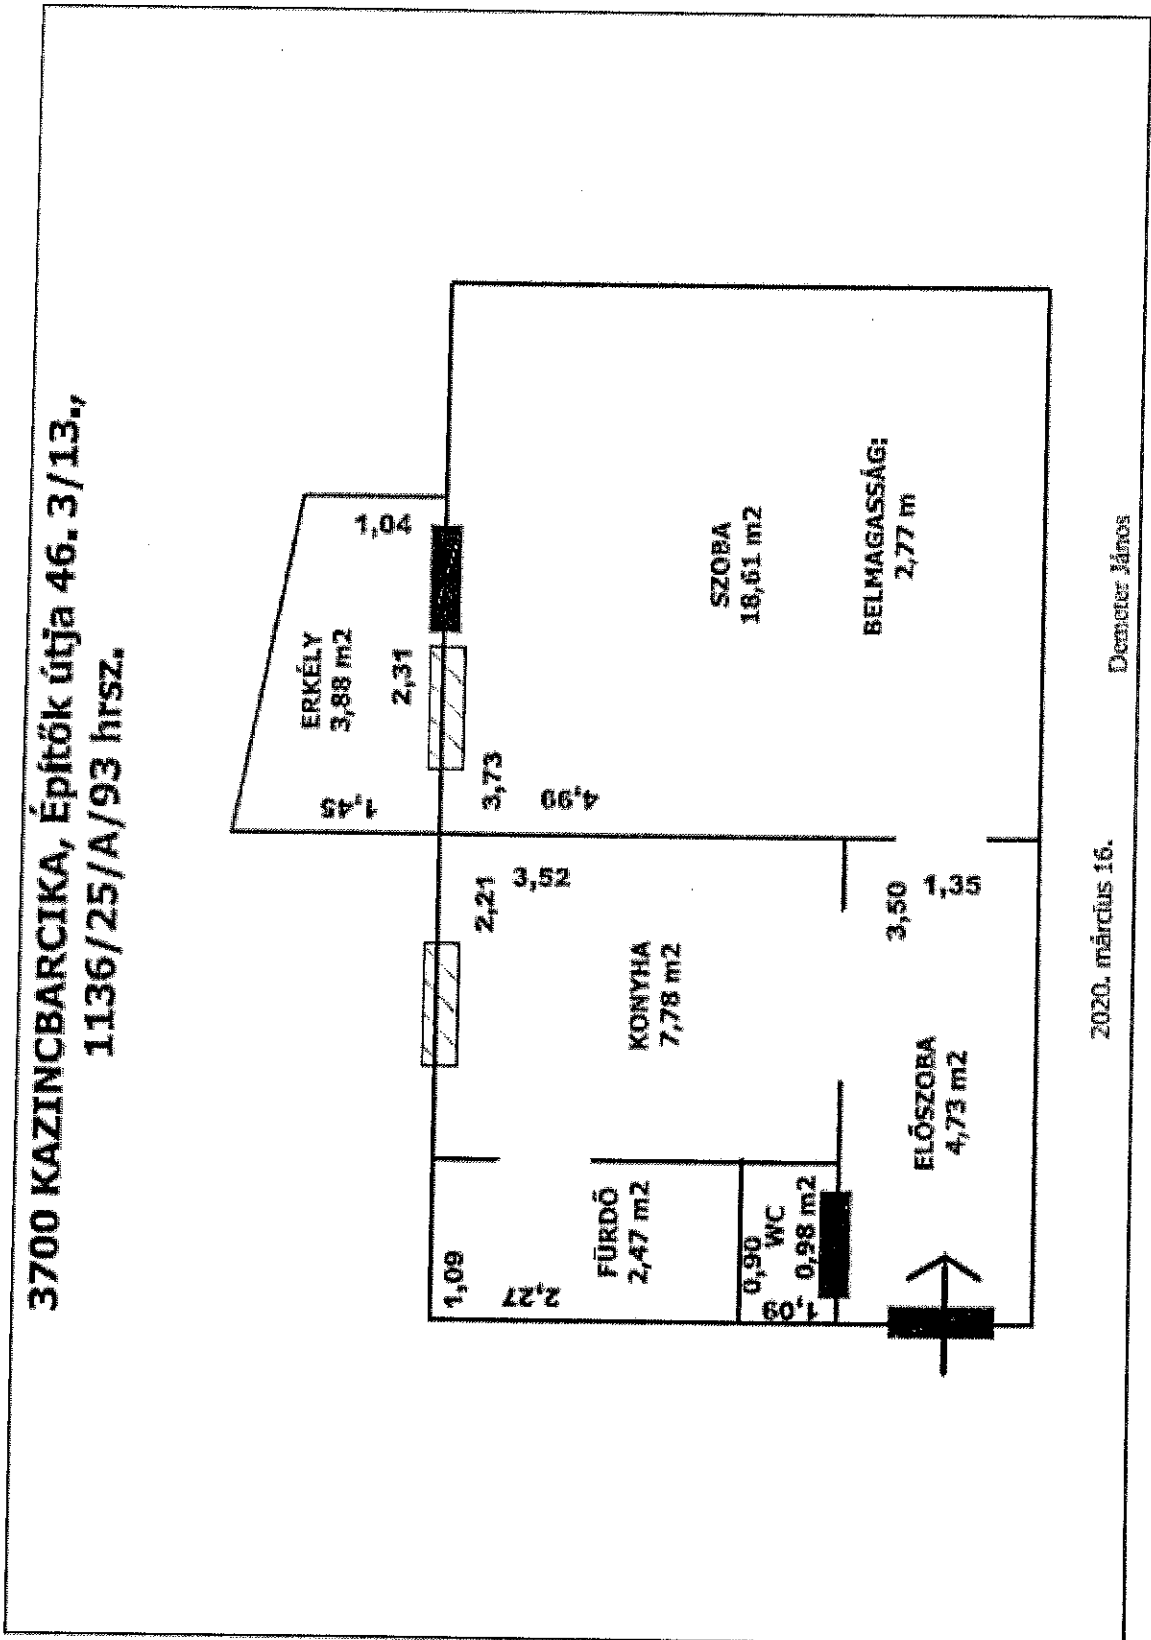 3700 KAZINCBARCIKA, Építők útja 46. 3/13.,
1136/25/A/93 hrsz.
ERKÉLY
3,88 m2
1,45
2,31
1,04
1,09
2,27
FÜRDŐ
2,47 m2
2,21
3,52
KONYHA
7,78 m2
3,73
4,99
SZOBA
18,61 m2
BELMAGASSÁG:
2,77 m
0,90
WC
0,98 m2
1,09
3,50
1,35
ELŐSZOBA
4,73 m2
2020. március 16.
Demeter János